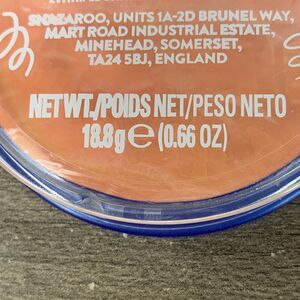 SNAZAROO, UNITS 1A-2D BRUNEL WAY,
MART ROAD INDUSTRIAL ESTATE,
MINEHEAD, SOMERSET,
TA24 5BJ, ENGLAND
NET WT./POIDS NET/PESO NETO
18.8g e (0.66 OZ)